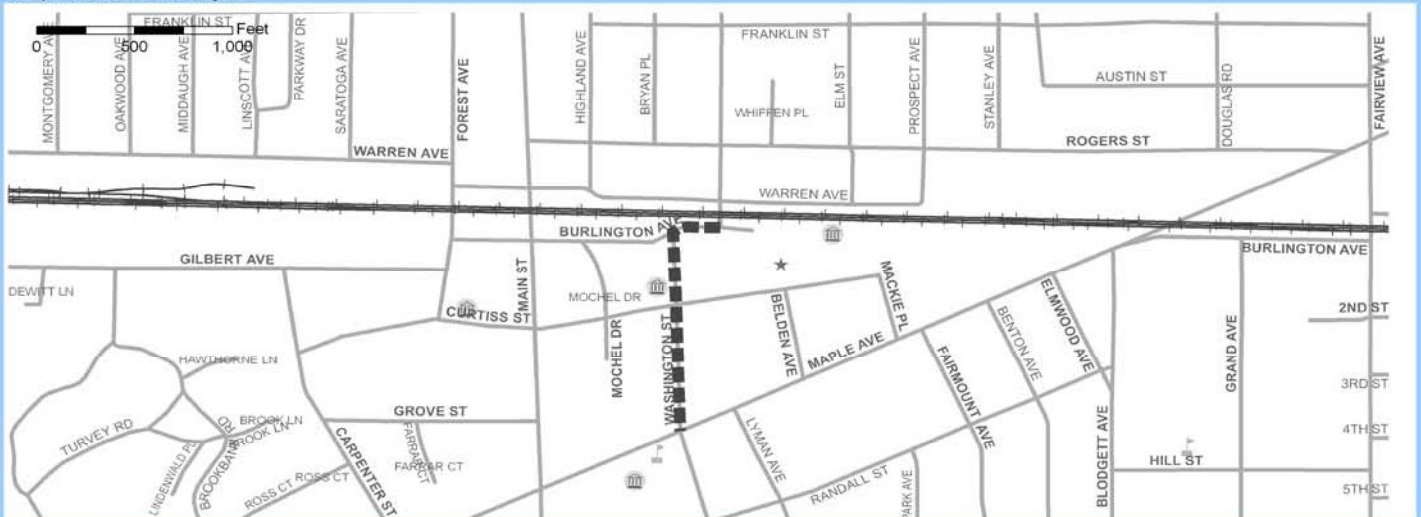 FRANKLIN ST
Feet
0 500 1,000
MONTGOMERY AVE
OAKWOOD AVE
MIDDAUGH AVE
LINSCOTT AVE
PARKWAY DR
SARATOGA AVE
FOREST AVE
HIGHLAND AVE
BRYAN PL
FRANKLIN ST
WHIFFEN PL
ELM ST
PROSPECT AVE
STANLEY AVE
AUSTIN ST
DOUGLAS RD
FAIRVIEW AVE
ROGERS ST
WARREN AVE
WARREN AVE
BURLINGTON AVE
BURLINGTON AVE
GILBERT AVE
DEWITT LN
MAIN ST
MOCHEL DR
CURTISS ST
MOCHEL DR
WASHINGTON ST
BELDEN AVE
MACKIE PL
MAPLE AVE
FAIRMOUNT AVE
BENTON AVE
ELMWOOD AVE
2ND ST
GRAND AVE
3RD ST
HAWTHORNE LN
TURVEY RD
BROOK LN
BROOK LN
BROOKBANK RD
LINDENWALD PL
ROSS CT
ROSS CT
GROVE ST
CARPENTER ST
FARRAR CT
FARRAR CT
LYMAN AVE
RANDALL ST
PARK AVE
BLODGETT AVE
4TH ST
HILL ST
5TH ST